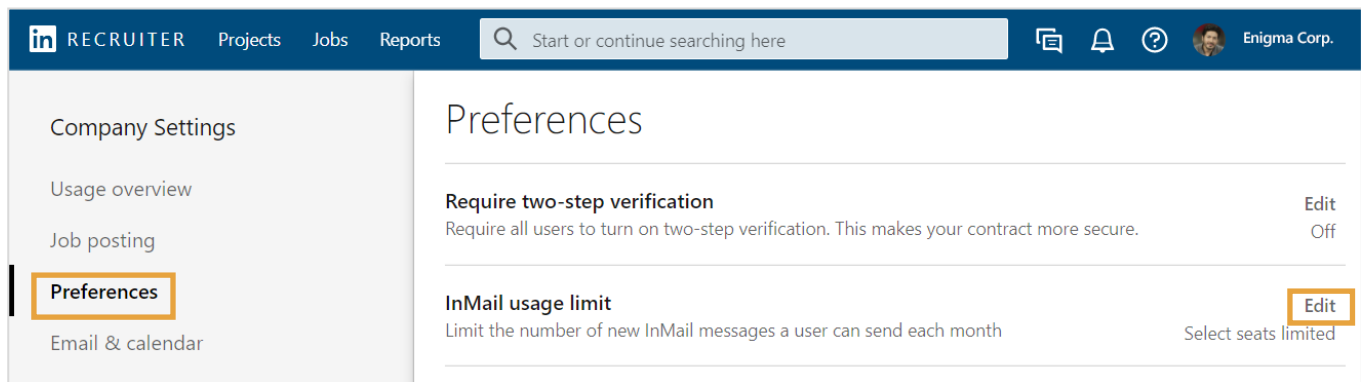 in RECRUITER Projects Jobs Reports Start or continue searching here Enigma Corp.
Company Settings
Usage overview
Job posting
Preferences
Email & calendar
Preferences
Require two-step verification Edit
Require all users to turn on two-step verification. This makes your contract more secure. Off
InMail usage limit Edit
Limit the number of new InMail messages a user can send each month Select seats limited